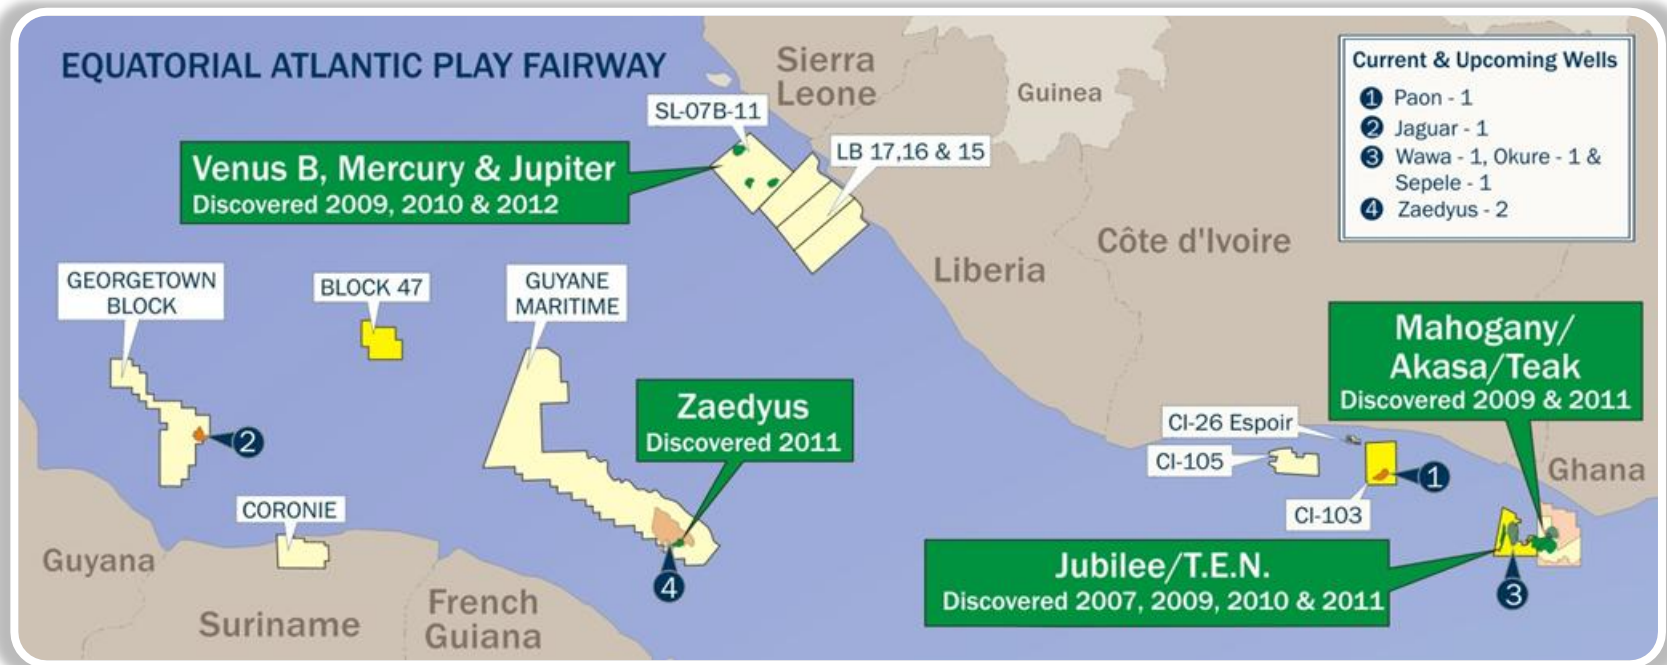 EQUATORIAL ATLANTIC PLAY FAIRWAY
Sierra
Leone
Guinea
Current & Upcoming Wells
1 Paon - 1
2 Jaguar - 1
3 Wawa - 1, Okure - 1 &
Sepele - 1
4 Zaedyus - 2
SL-07B-11
LB 17,16 & 15
Venus B, Mercury & Jupiter
Discovered 2009, 2010 & 2012
Côte d'Ivoire
Liberia
GEORGETOWN
BLOCK
BLOCK 47
GUYANE
MARITIME
Mahogany/
Akasa/Teak
Discovered 2009 & 2011
Zaedyus
Discovered 2011
2
CI-26 Espoir
CI-105
1
Ghana
CI-103
CORONIE
Guyana
Suriname
French
Guiana
4
Jubilee/T.E.N.
Discovered 2007, 2009, 2010 & 2011
3